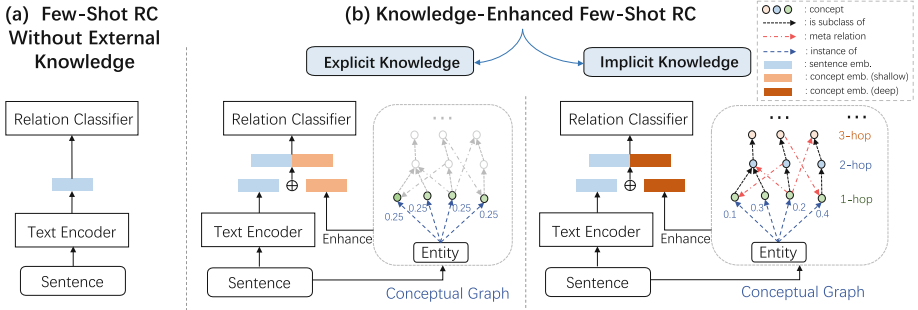 (a) Few-Shot RC
Without External
Knowledge
Relation Classifier
Text Encoder
Sentence
(b) Knowledge-Enhanced Few-Shot RC
Explicit Knowledge
Implicit Knowledge
Relation Classifier
Text Encoder
Sentence
Enhance
...
0.25
0.25
0.25
0.25
Entity
Conceptual Graph
Relation Classifier
Text Encoder
Sentence
Enhance
... ...
3-hop
2-hop
1-hop
0.1
0.3
0.2
0.4
Entity
Conceptual Graph
: concept
: is subclass of
: meta relation
: instance of
: sentence emb.
: concept emb. (shallow)
: concept emb. (deep)